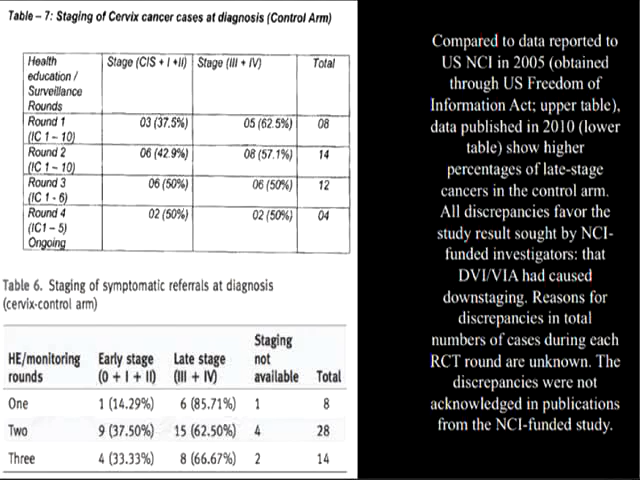 Table – 7: Staging of Cervix cancer cases at diagnosis (Control Arm)
Health Stage (CIS + I +II) Stage (III + IV) Total
education /
Surveillance
Rounds
Round 1 03 (37.5%) 05 (62.5%) 08
(IC 1 – 10)
Round 2 06 (42.9%) 08 (57.1%) 14
(IC 1 – 10)
Round 3 06 (50%) 06 (50%) 12
(IC 1 - 6)
Round 4 02 (50%) 02 (50%) 04
(IC1 – 5)
Ongoing
Table 6. Staging of symptomatic referrals at diagnosis
(cervix-control arm)
Staging
not
HE/monitoring Early stage Late stage available Total
rounds (0 + I + II) (III + IV)
One 1 (14.29%) 6 (85.71%) 1 8
Two 9 (37.50%) 15 (62.50%) 4 28
Three 4 (33.33%) 8 (66.67%) 2 14
Compared to data reported to
US NCI in 2005 (obtained
through US Freedom of
Information Act; upper table),
data published in 2010 (lower
table) show higher
percentages of late-stage
cancers in the control arm.
All discrepancies favor the
study result sought by NCI-
funded investigators: that
DVI/VIA had caused
downstaging. Reasons for
discrepancies in total
numbers of cases during each
RCT round are unknown. The
discrepancies were not
acknowledged in publications
from the NCI-funded study.